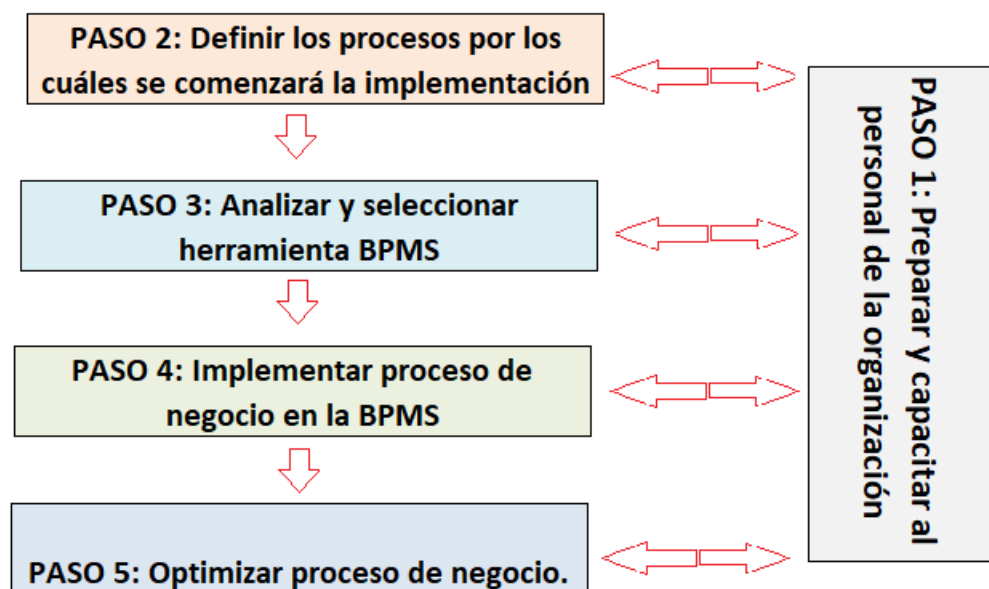 PASO 2: Definir los procesos por los
cuáles se comenzará la implementación
PASO 3: Analizar y seleccionar
herramienta BPMS
PASO 4: Implementar proceso de
negocio en la BPMS
PASO 5: Optimizar proceso de negocio.
PASO 1: Preparar y capacitar al
personal de la organización